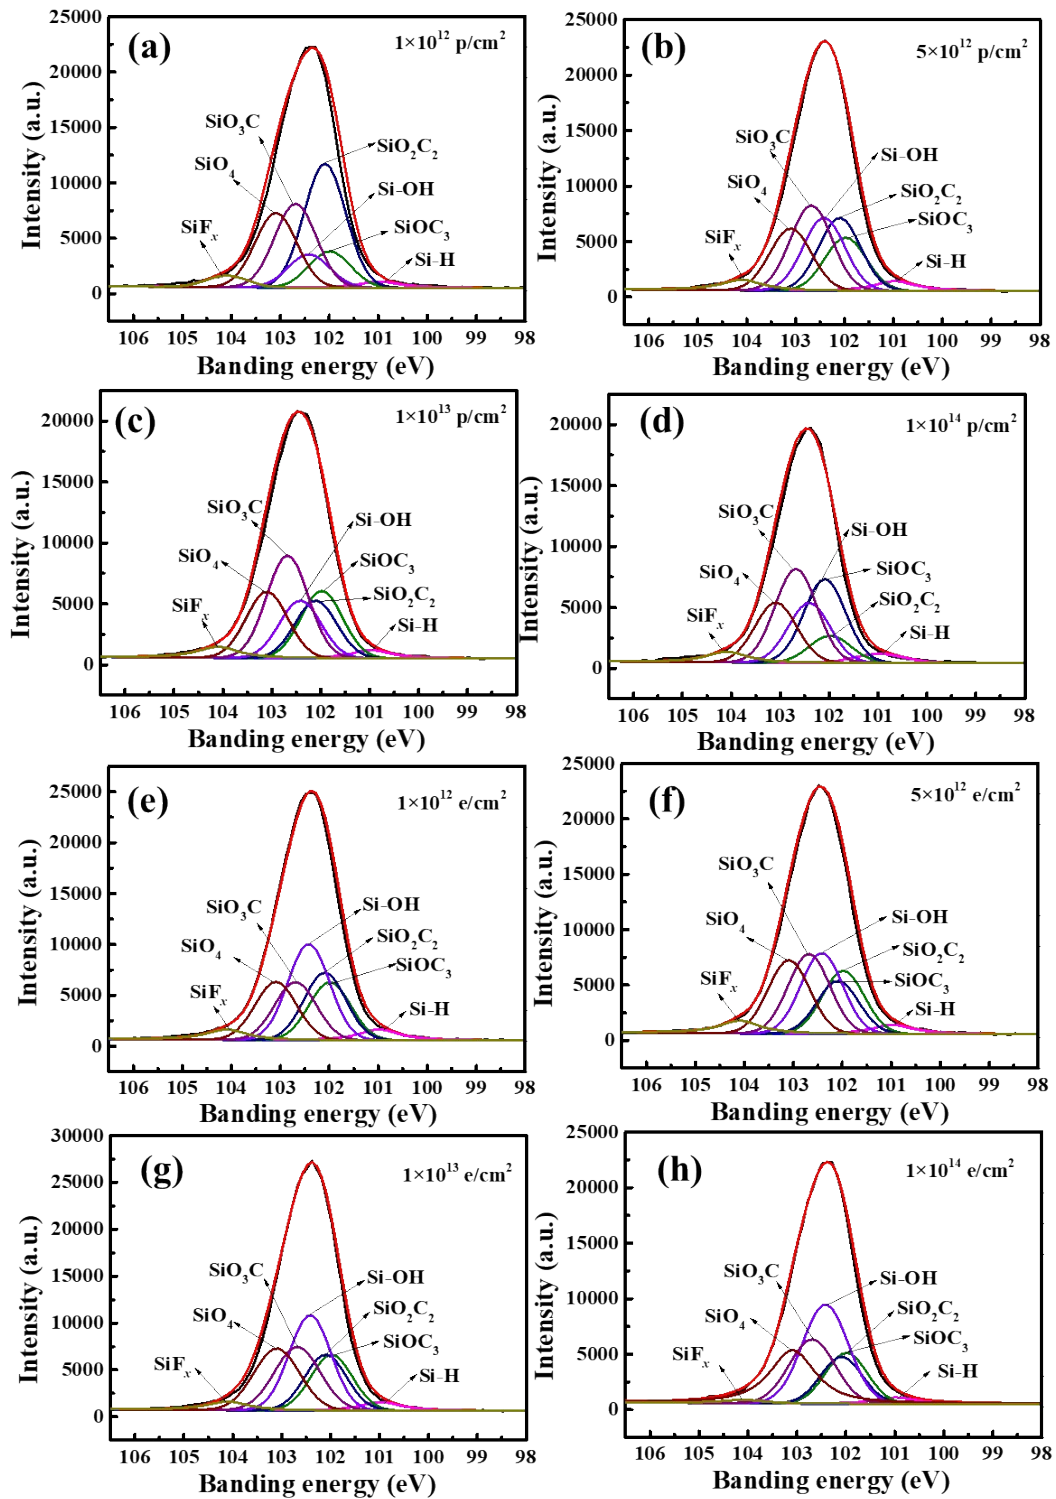 (a)
1×10¹² p/cm²
25000
20000
15000
10000
5000
0
Intensity (a.u.)
SiO₃C
SiO₄
SiFₓ
SiO₂C₂
Si-OH
SiOC₃
Si-H
106 105 104 103 102 101 100 99 98
Banding energy (eV)
(b)
5×10¹² p/cm²
25000
20000
15000
10000
5000
0
Intensity (a.u.)
SiO₃C
SiO₄
SiFₓ
Si-OH
SiO₂C₂
SiOC₃
Si-H
106 105 104 103 102 101 100 99 98
Banding energy (eV)
(c)
1×10¹³ p/cm²
20000
15000
10000
5000
0
Intensity (a.u.)
SiO₃C
SiO₄
SiFₓ
Si-OH
SiOC₃
SiO₂C₂
Si-H
106 105 104 103 102 101 100 99 98
Banding energy (eV)
(d)
1×10¹⁴ p/cm²
20000
15000
10000
5000
0
Intensity (a.u.)
SiO₃C
SiO₄
SiFₓ
Si-OH
SiOC₃
SiO₂C₂
Si-H
106 105 104 103 102 101 100 99 98
Banding energy (eV)
(e)
1×10¹² e/cm²
25000
20000
15000
10000
5000
0
Intensity (a.u.)
SiO₃C
SiO₄
SiFₓ
Si-OH
SiO₂C₂
SiOC₃
Si-H
106 105 104 103 102 101 100 99 98
Banding energy (eV)
(f)
5×10¹² e/cm²
25000
20000
15000
10000
5000
0
Intensity (a.u.)
SiO₃C
SiO₄
SiFₓ
Si-OH
SiO₂C₂
SiOC₃
Si-H
106 105 104 103 102 101 100 99 98
Banding energy (eV)
(g)
1×10¹³ e/cm²
30000
25000
20000
15000
10000
5000
0
Intensity (a.u.)
SiO₃C
SiO₄
SiFₓ
Si-OH
SiO₂C₂
SiOC₃
Si-H
106 105 104 103 102 101 100 99 98
Banding energy (eV)
(h)
1×10¹⁴ e/cm²
25000
20000
15000
10000
5000
0
Intensity (a.u.)
SiO₃C
SiO₄
SiFₓ
Si-OH
SiO₂C₂
SiOC₃
Si-H
106 105 104 103 102 101 100 99 98
Banding energy (eV)